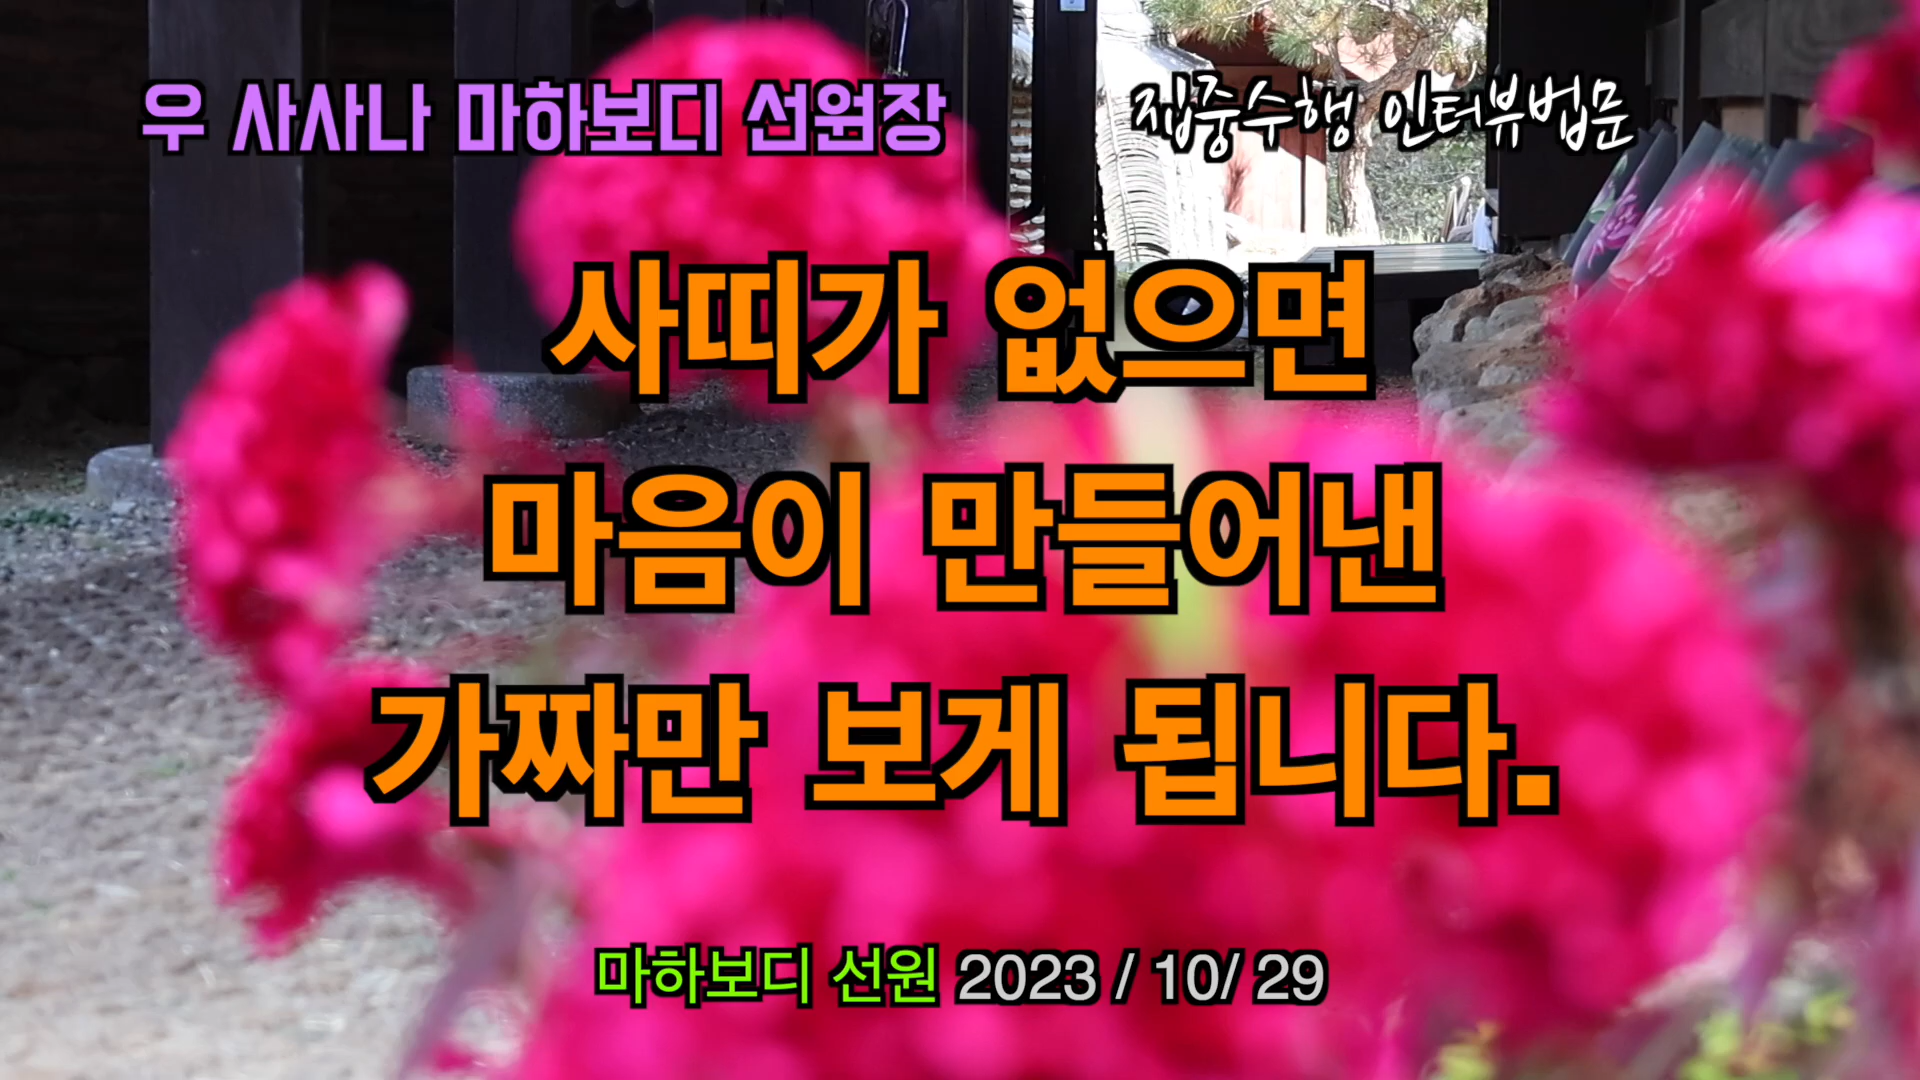 우 사사나 마하보디 선원장 집중수행 인터뷰법문
사띠가 없으면
마음이 만들어낸
가짜만 보게 됩니다.
마하보디 선원 2023 / 10/ 29